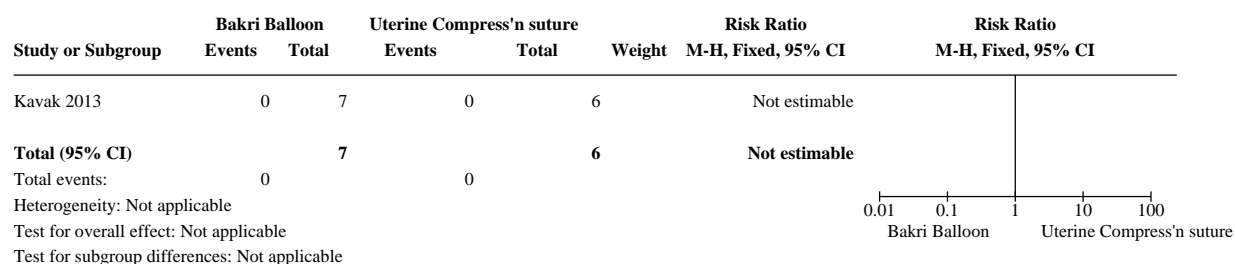 Bakri Balloon Uterine Compress'n suture Risk Ratio Risk Ratio
Study or Subgroup Events Total Events Total Weight M-H, Fixed, 95% CI M-H, Fixed, 95% CI
Kavak 2013 0 7 0 6 Not estimable
Total (95% CI) 7 6 Not estimable
Total events: 0 0
Heterogeneity: Not applicable
0.01 0.1 1 10 100
Test for overall effect: Not applicable
Bakri Balloon Uterine Compress'n suture
Test for subgroup differences: Not applicable